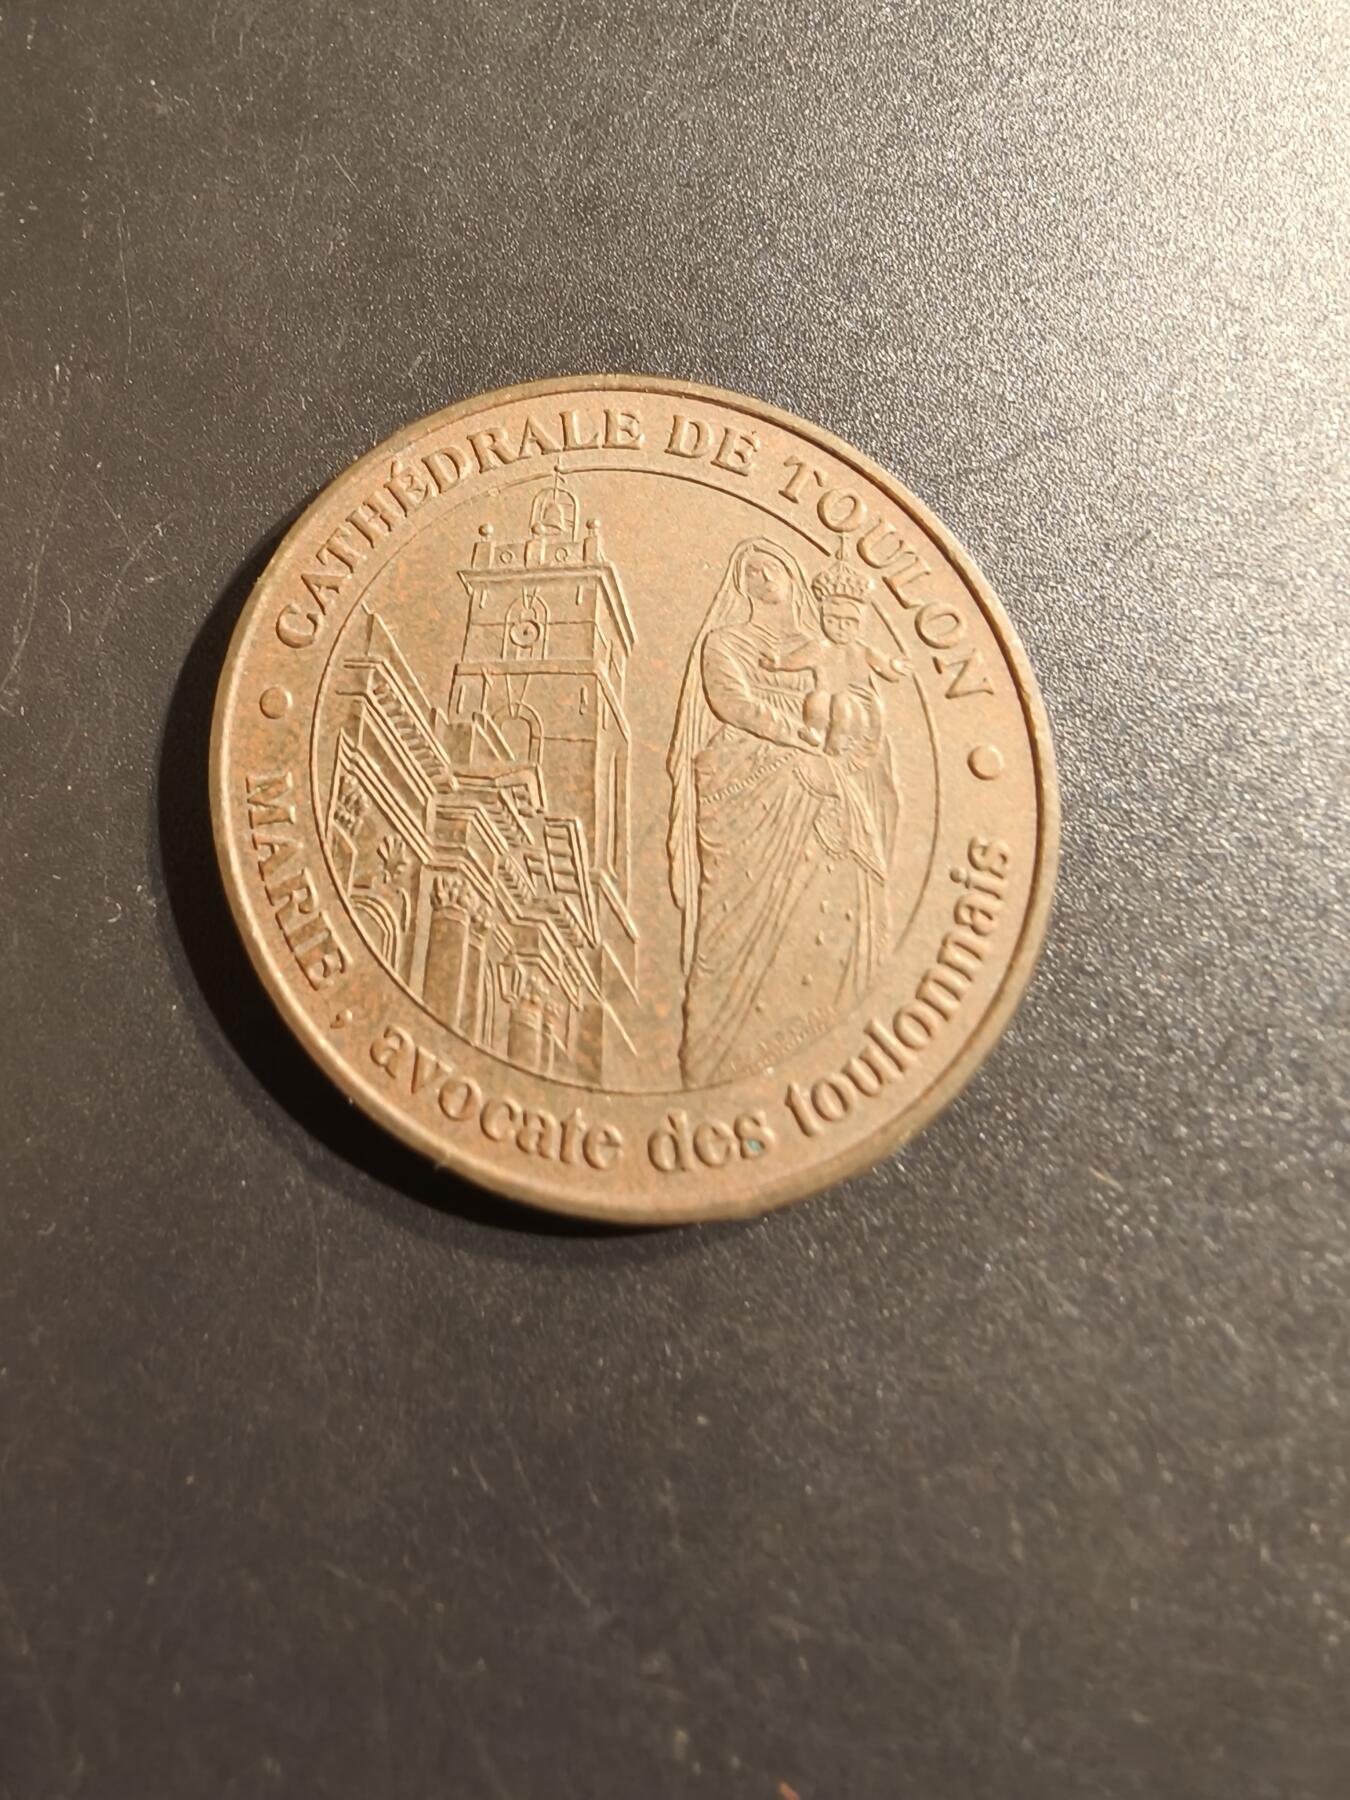 CATHÉDRALE DE TOULON
MARIE, avocate des toulonnais